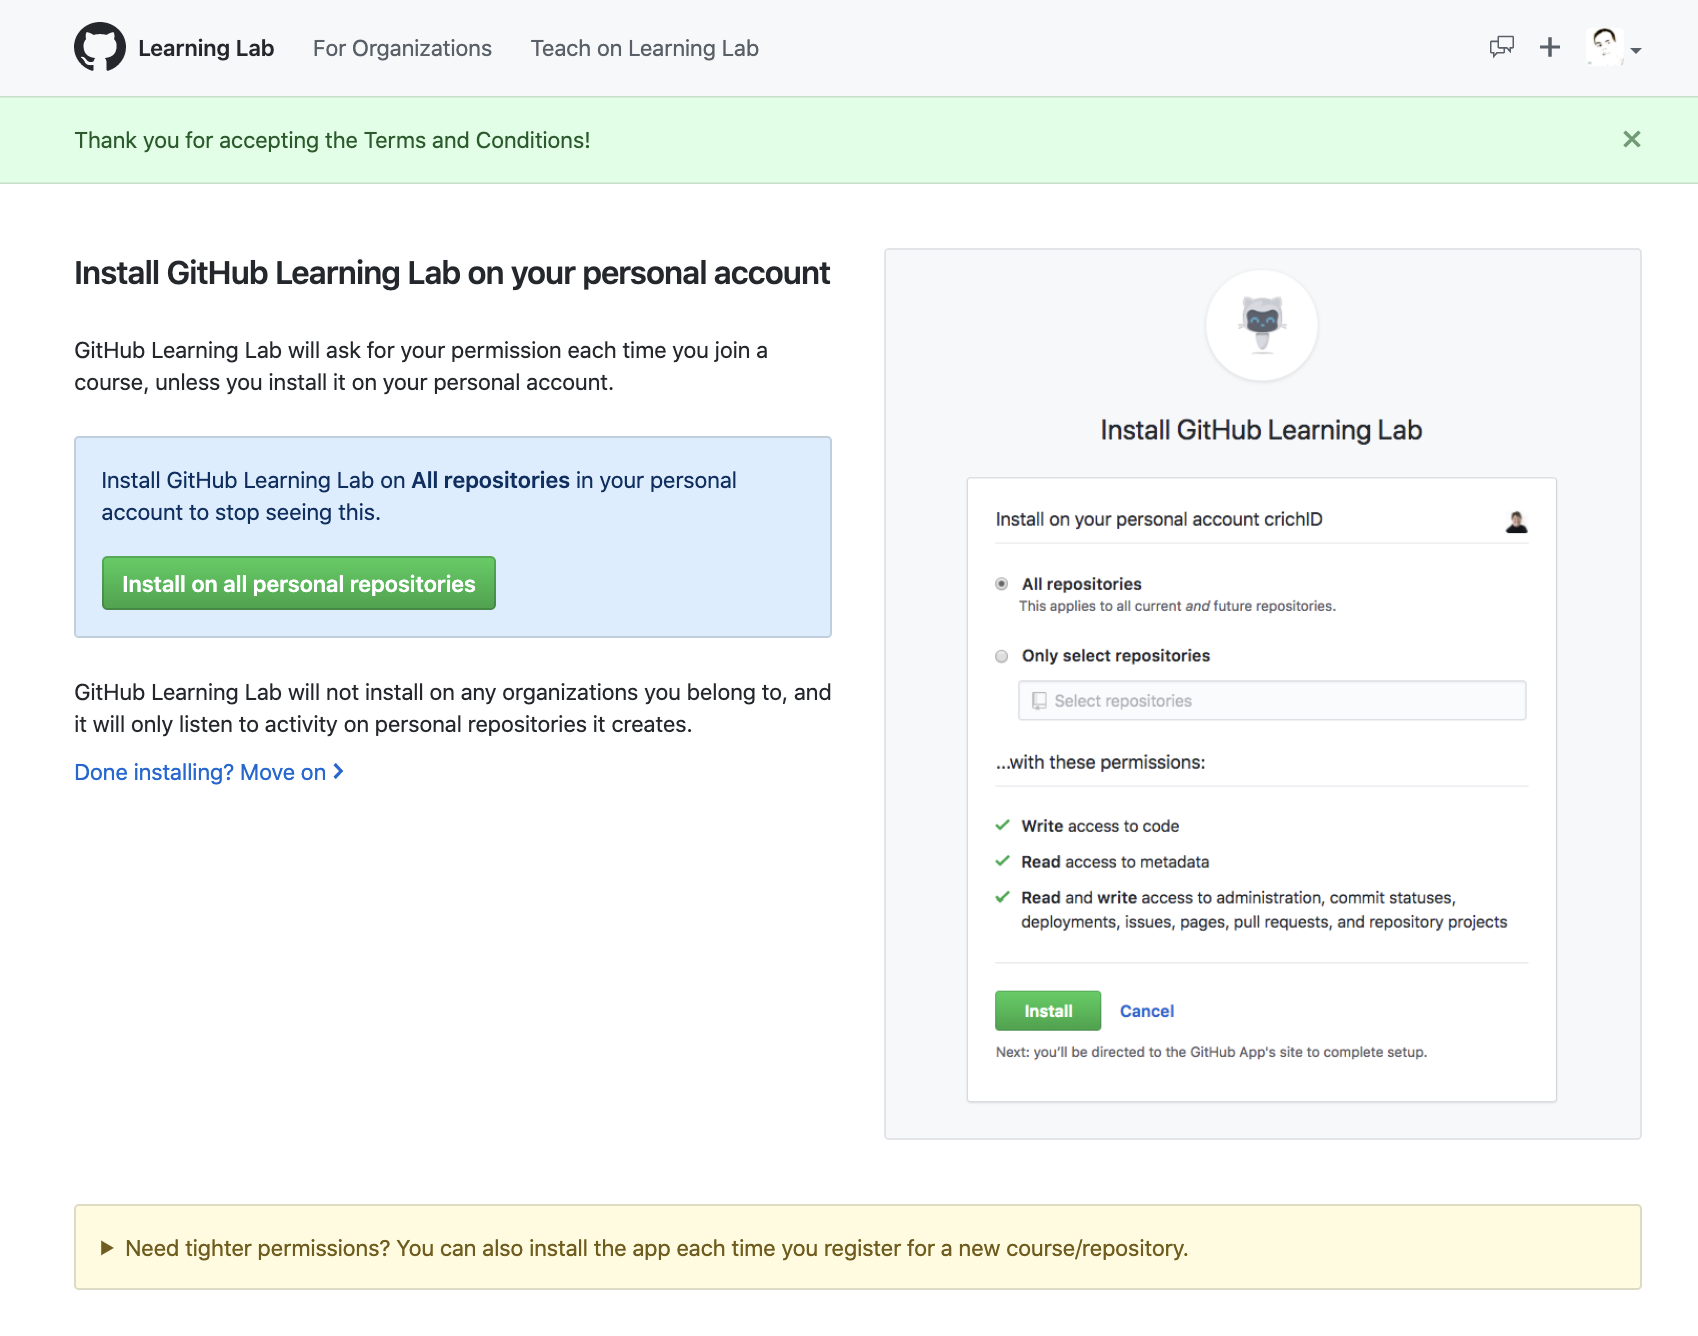 Learning Lab For Organizations Teach on Learning Lab
Thank you for accepting the Terms and Conditions!
Install GitHub Learning Lab on your personal account
GitHub Learning Lab will ask for your permission each time you join a
course, unless you install it on your personal account.
Install GitHub Learning Lab on All repositories in your personal
account to stop seeing this.
Install on all personal repositories
GitHub Learning Lab will not install on any organizations you belong to, and
it will only listen to activity on personal repositories it creates.
Done installing? Move on
Install GitHub Learning Lab
Install on your personal account crichID
All repositories
This applies to all current and future repositories.
Only select repositories
Select repositories
...with these permissions:
Write access to code
Read access to metadata
Read and write access to administration, commit statuses,
deployments, issues, pages, pull requests, and repository projects
Install Cancel
Next: you'll be directed to the GitHub App's site to complete setup.
Need tighter permissions? You can also install the app each time you register for a new course/repository.